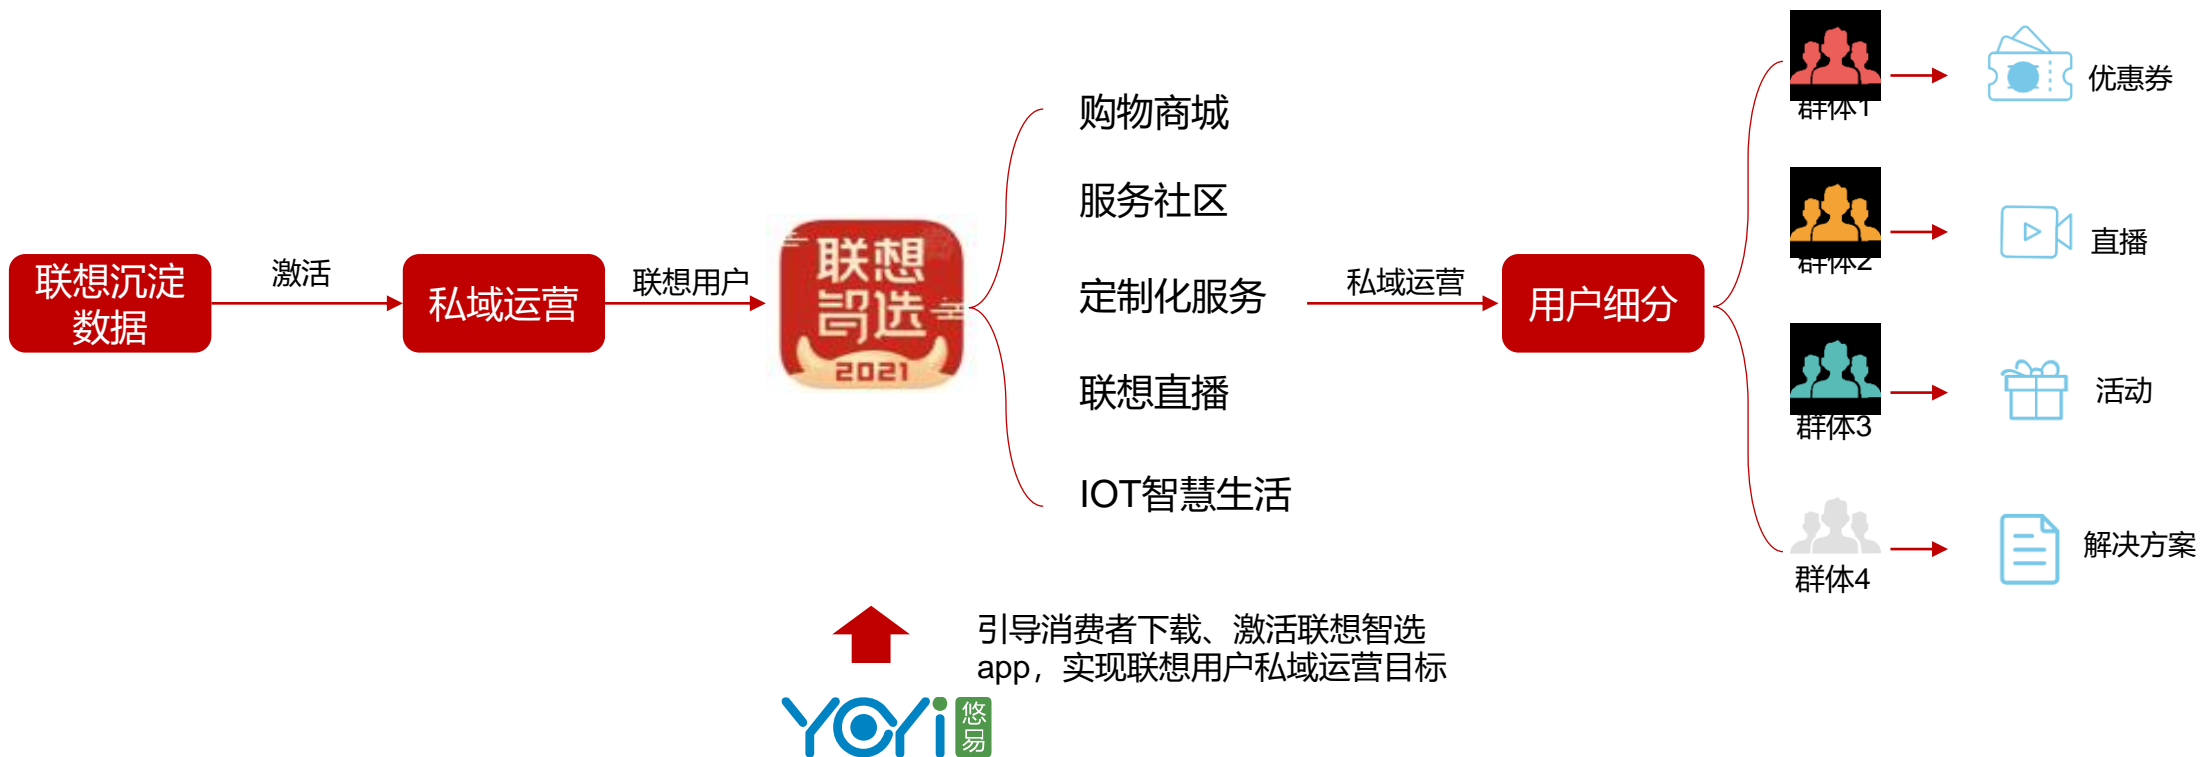 联想沉淀
数据
激活
私域运营
联想用户
联想
智选
2021
购物商城
服务社区
定制化服务
联想直播
IOT智慧生活
私域运营
用户细分
群体1
优惠券
群体2
直播
群体3
活动
群体4
解决方案
引导消费者下载、激活联想智选
app，实现联想用户私域运营目标
YOYi
悠易